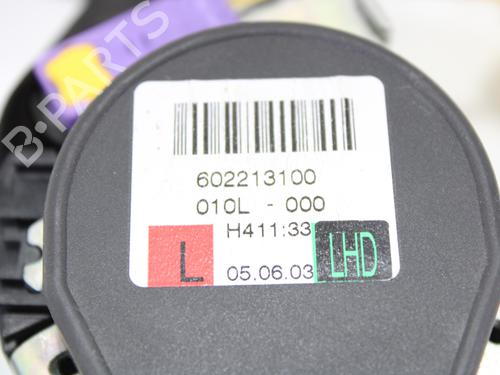 B-PARTS
602213100
010L - 000
H411:33
L 05.06.03 LHD